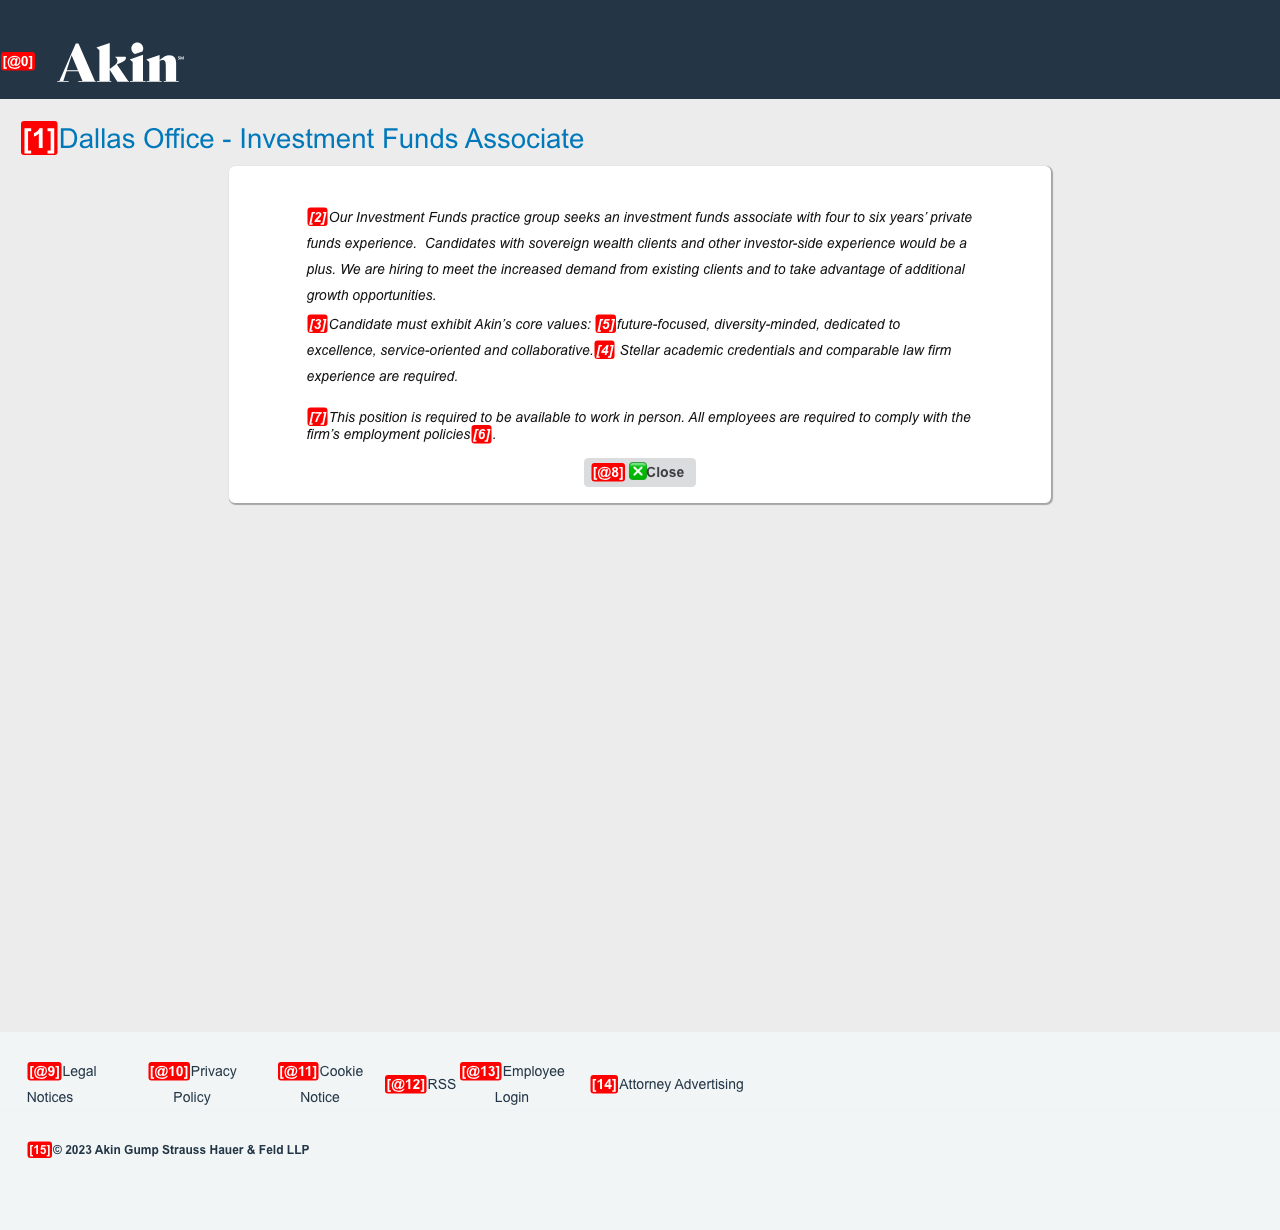 [@0] Akin℠
[1]Dallas Office - Investment Funds Associate
[2]Our Investment Funds practice group seeks an investment funds associate with four to six years’ private
funds experience.  Candidates with sovereign wealth clients and other investor-side experience would be a
plus. We are hiring to meet the increased demand from existing clients and to take advantage of additional
growth opportunities.
[3]Candidate must exhibit Akin’s core values: [5]future-focused, diversity-minded, dedicated to
excellence, service-oriented and collaborative.[4] Stellar academic credentials and comparable law firm
experience are required.
[7]This position is required to be available to work in person. All employees are required to comply with the
firm’s employment policies[6].
[@8] Close
[@9]Legal
Notices
[@10]Privacy
Policy
[@11]Cookie
Notice
[@12]RSS
[@13]Employee
Login
[14]Attorney Advertising
[15]© 2023 Akin Gump Strauss Hauer & Feld LLP